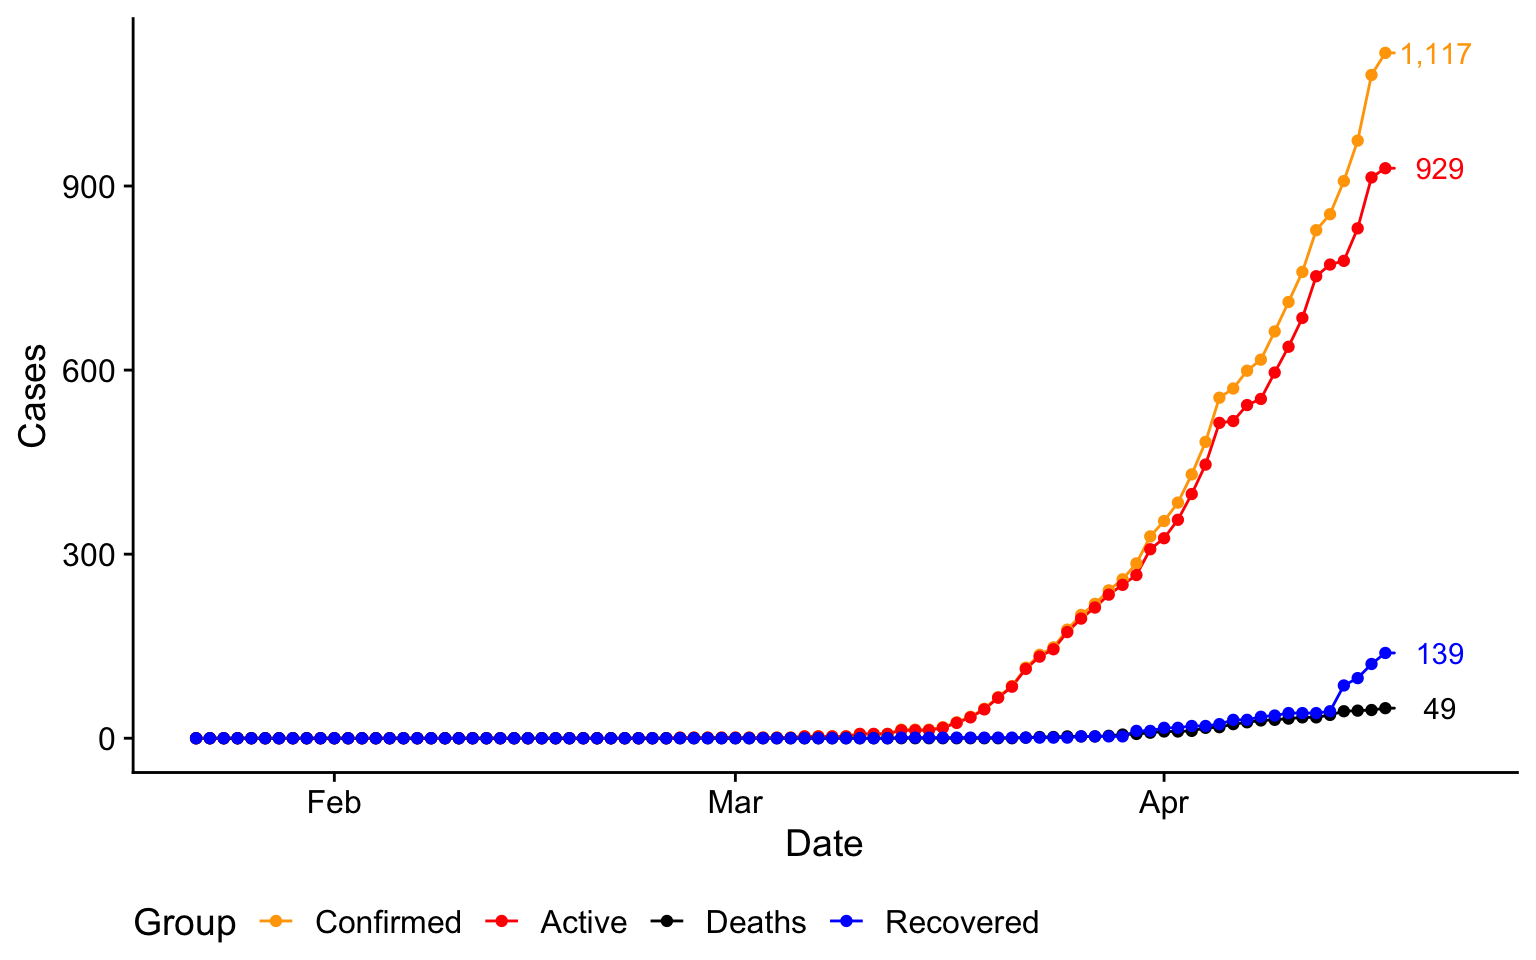 1,117
929
139
49
900
600
300
0
Cases
Feb Mar Apr
Date
Group Confirmed Active Deaths Recovered